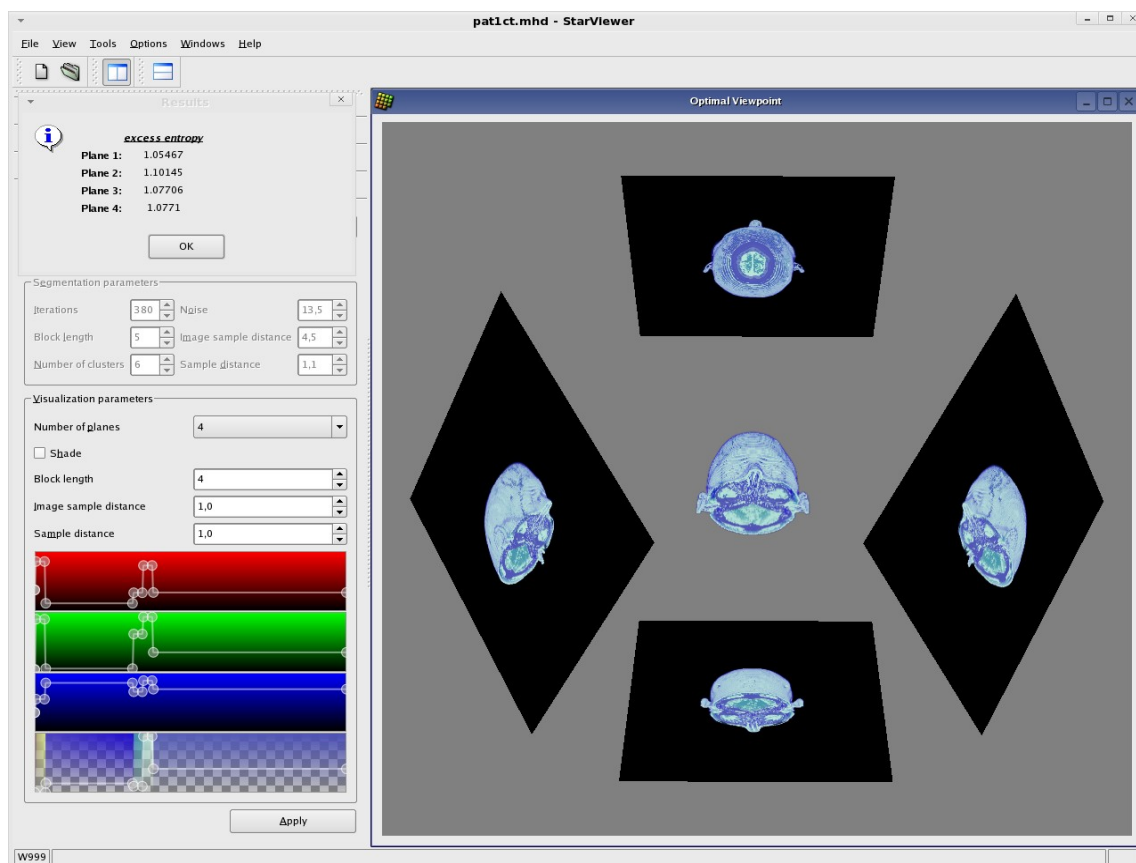 pat1ct.mhd - StarViewer
File View Tools Options Windows Help
Results
excess entropy
Plane 1: 1.05467
Plane 2: 1.10145
Plane 3: 1.07706
Plane 4: 1.0771
OK
Segmentation parameters
Iterations 380 Noise 13,5
Block length 5 Image sample distance 4,5
Number of clusters 6 Sample distance 1,1
Visualization parameters
Number of planes 4
Shade
Block length 4
Image sample distance 1,0
Sample distance 1,0
Apply
W999
Optimal Viewpoint